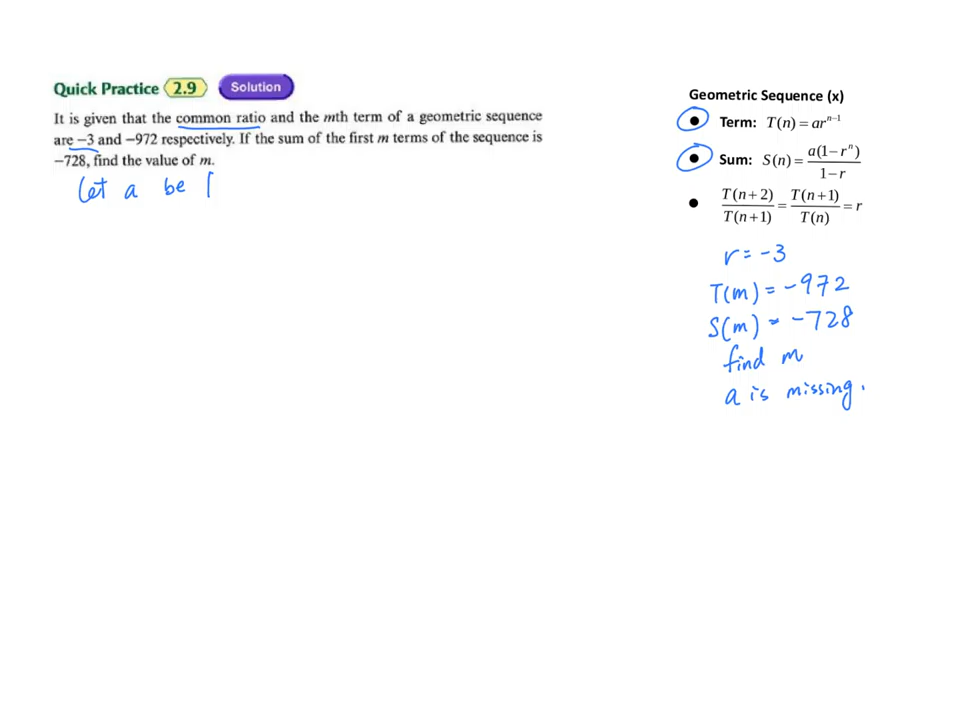 Quick Practice 2.9 Solution
It is given that the common ratio and the mth term of a geometric sequence
are −3 and −972 respectively. If the sum of the first m terms of the sequence is
−728, find the value of m.
let a be
Geometric Sequence (x)
● Term: T(n) = arⁿ⁻¹
● Sum: S(n) = a(1−rⁿ) / 1−r
● T(n+2) / T(n+1) = T(n+1) / T(n) = r
r = -3
T(m) = -972
S(m) = -728
find m
a is missing.